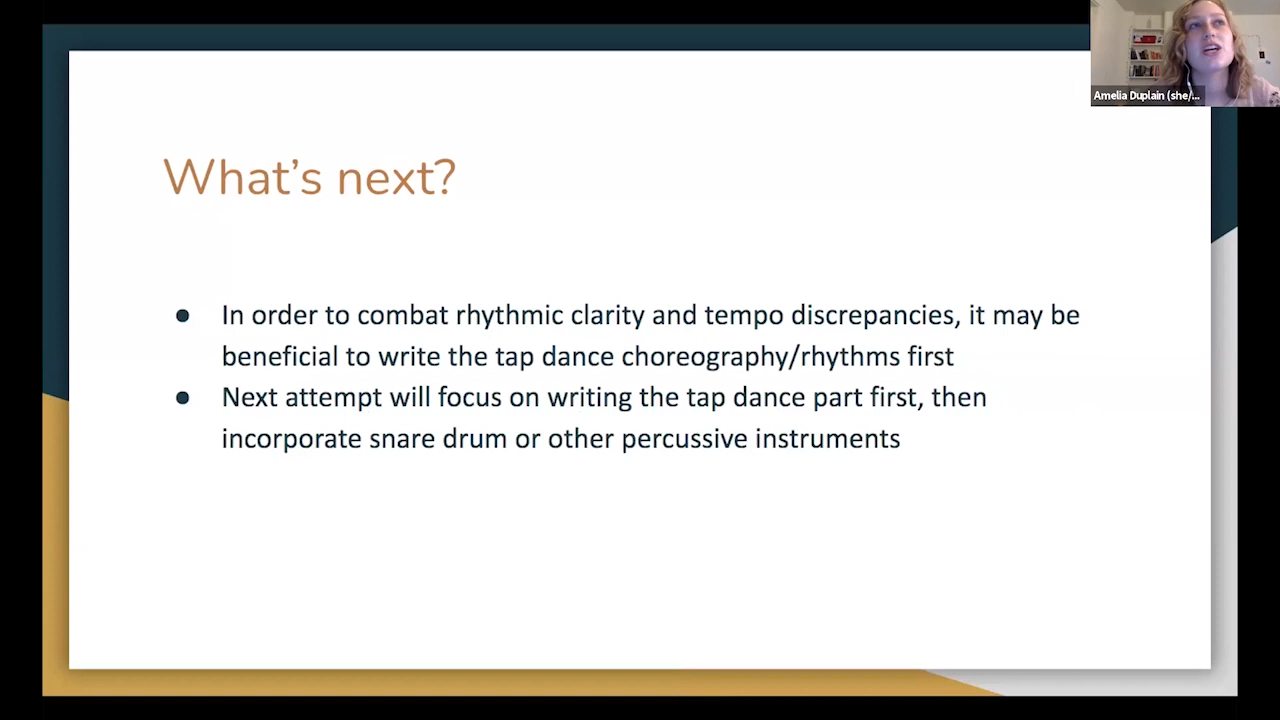 Amelia Duplain (she/...
What's next?
● In order to combat rhythmic clarity and tempo discrepancies, it may be
beneficial to write the tap dance choreography/rhythms first
● Next attempt will focus on writing the tap dance part first, then
incorporate snare drum or other percussive instruments